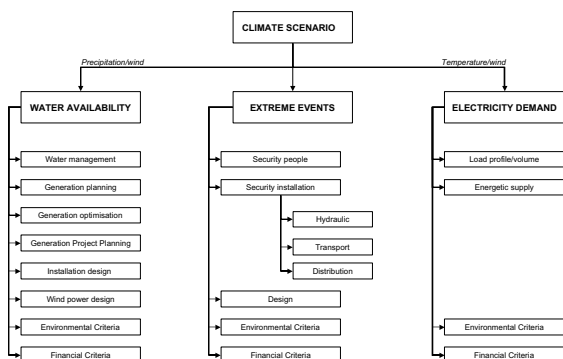 CLIMATE SCENARIO
Precipitation/wind
Temperature/wind
WATER AVAILABILITY
EXTREME EVENTS
ELECTRICITY DEMAND
Water management
Security people
Load profile/volume
Generation planning
Security installation
Energetic supply
Generation optimisation
Hydraulic
Generation Project Planning
Transport
Installation design
Distribution
Wind power design
Design
Environmental Criteria
Environmental Criteria
Environmental Criteria
Financial Criteria
Financial Criteria
Financial Criteria